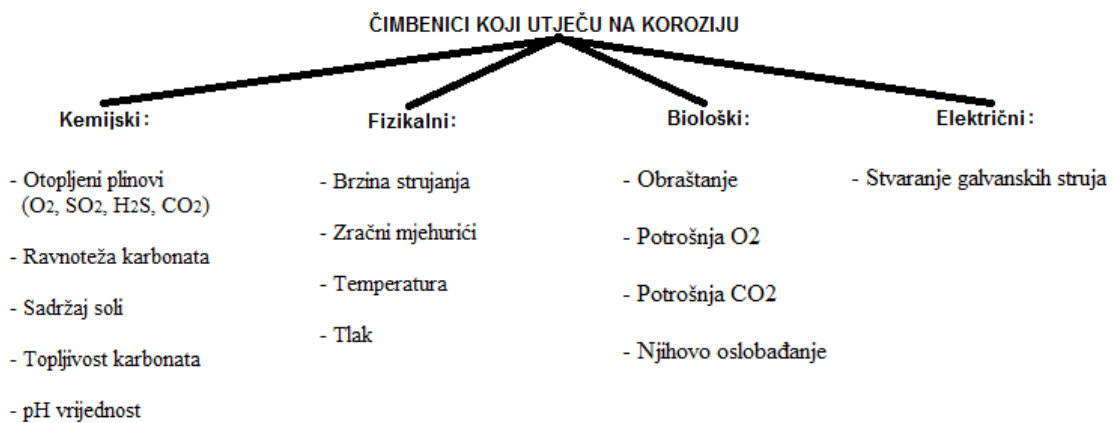 ČIMBENICI KOJI UTJEČU NA KOROZIJU
Kemijski:
- Otopljeni plinovi
(O2, SO2, H2S, CO2)
- Ravnoteža karbonata
- Sadržaj soli
- Topljivost karbonata
- pH vrijednost
Fizikalni:
- Brzina strujanja
- Zračni mjehurići
- Temperatura
- Tlak
Biološki:
- Obraštanje
- Potrošnja O2
- Potrošnja CO2
- Njihovo oslobađanje
Električni:
- Stvaranje galvanskih struja